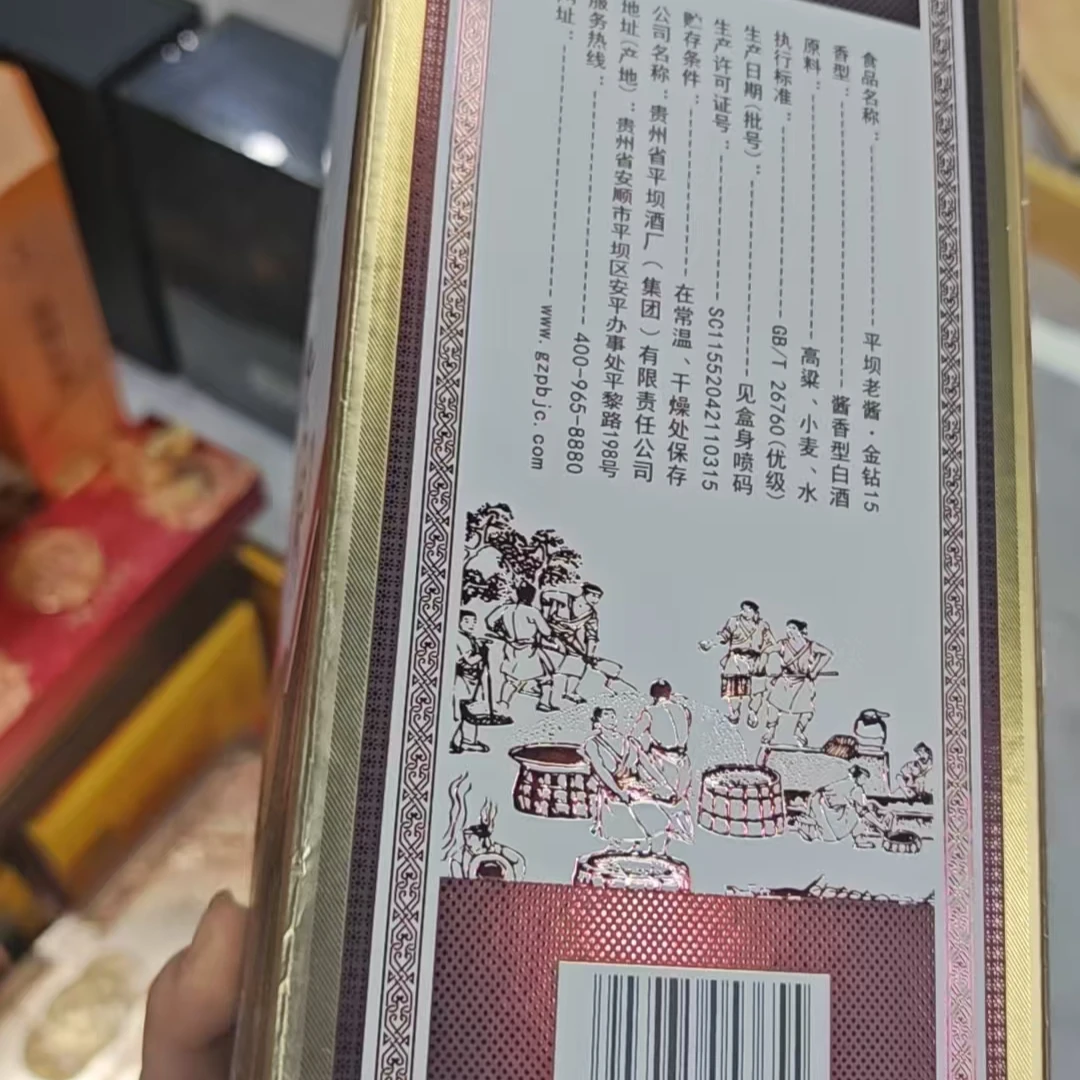 食品名称：平坝老酱·金钻15
香型：酱香型白酒
原料：高粱、小麦、水
执行标准：GB/T 26760(优级)
生产日期(批号)：见盒身喷码
生产许可证号：SC11552042110315
贮存条件：在常温、干燥处保存
公司名称：贵州省平坝酒厂(集团)有限责任公司
地址(产地)：贵州省安顺市平坝区安平办事处平黎路198号
服务热线：400-965-8880
网址：www.gzpbjc.com